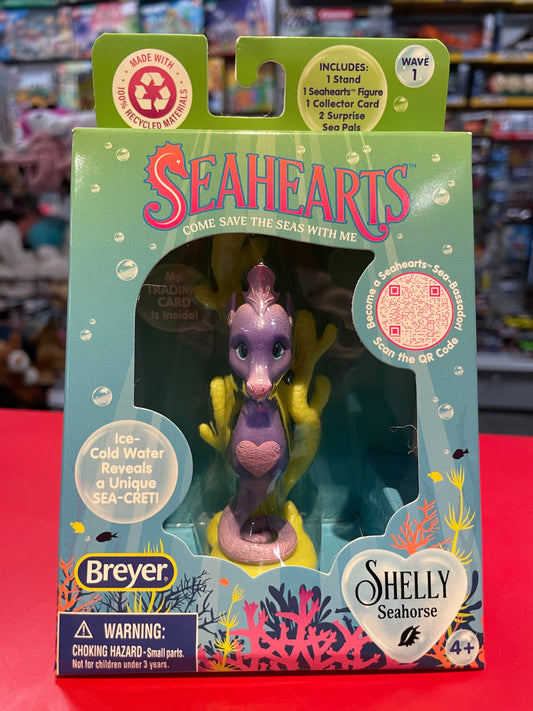 MADE WITH
100% RECYCLED MATERIALS
INCLUDES:
1 Stand
1 Seahearts™ Figure
1 Collector Card
2 Surprise
Sea Pals
WAVE
1
SEAHEARTS™
COME SAVE THE SEAS WITH ME
My
TRADING
CARD
Is Inside!
Become a Seahearts™ Sea-Bassador!
Scan the QR Code
Ice-
Cold Water
Reveals
a Unique
SEA-CRET!
Breyer
SHELLY
Seahorse
WARNING:
CHOKING HAZARD - Small parts.
Not for children under 3 years.
4+